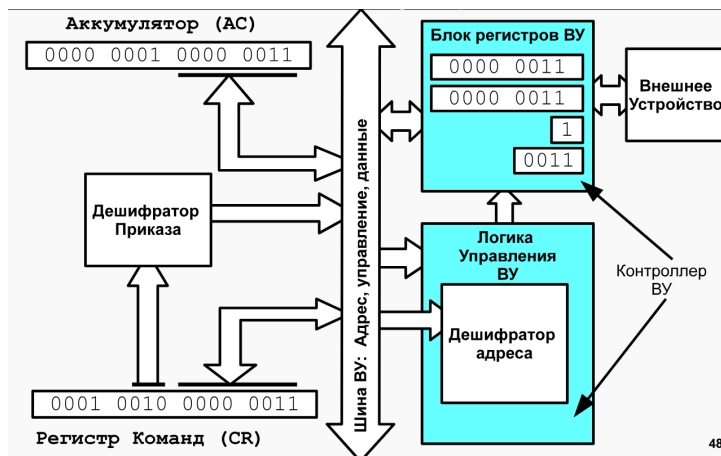 Аккумулятор (AC)
0000 0001 0000 0011
Дешифратор
Приказа
0001 0010 0000 0011
Регистр Команд (CR)
Шина ВУ: Адрес, управление, данные
Блок регистров ВУ
0000 0011
0000 0011
1
0011
Внешнее
Устройство
Логика
Управления
ВУ
Дешифратор
адреса
Контроллер
ВУ
48